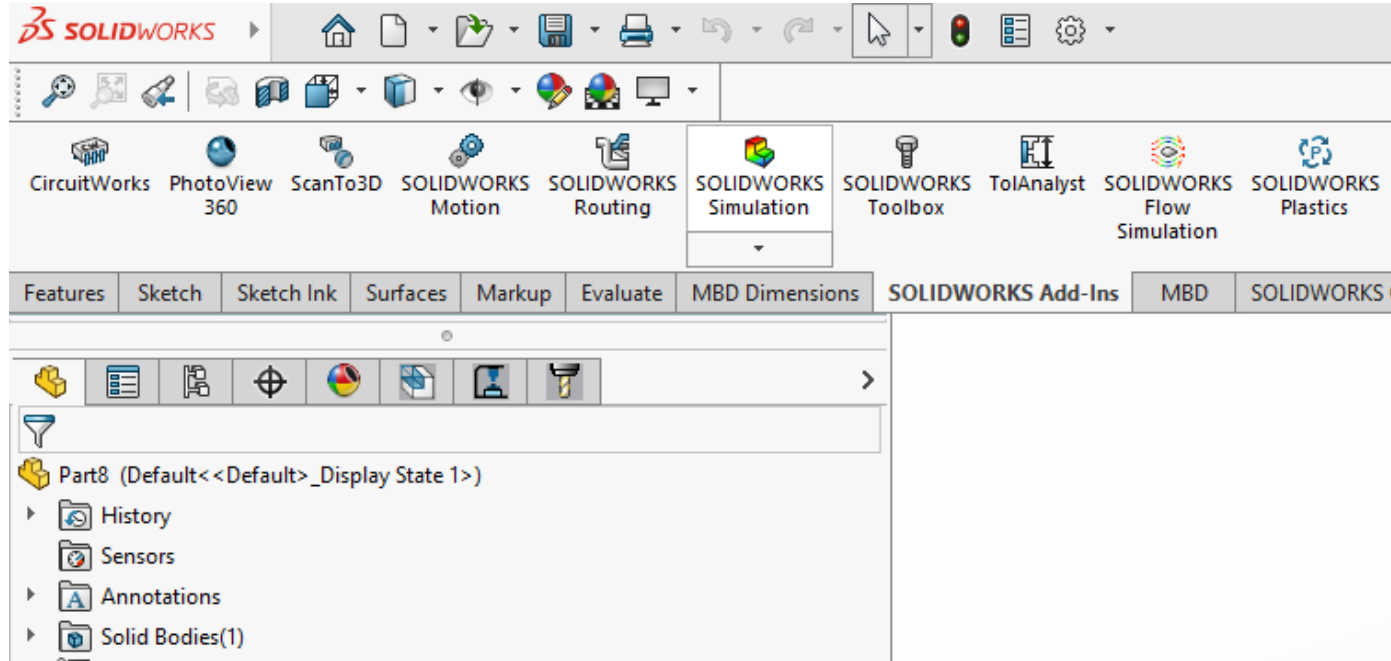 SOLIDWORKS
CircuitWorks PhotoView 360 ScanTo3D SOLIDWORKS Motion SOLIDWORKS Routing SOLIDWORKS Simulation SOLIDWORKS Toolbox TolAnalyst SOLIDWORKS Flow Simulation SOLIDWORKS Plastics
Features Sketch Sketch Ink Surfaces Markup Evaluate MBD Dimensions SOLIDWORKS Add-Ins MBD SOLIDWORKS
Part8 (Default<<Default>_Display State 1>)
History
Sensors
Annotations
Solid Bodies(1)